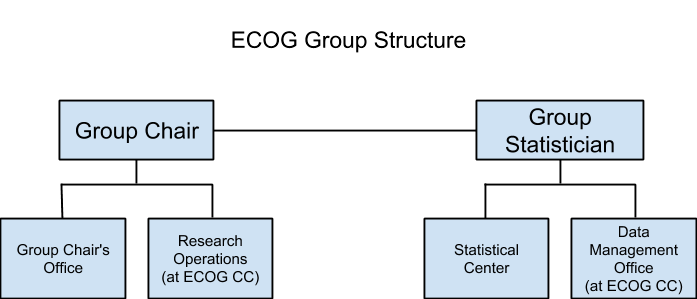 ECOG Group Structure
Group Chair
Group
Statistician
Group Chair's
Office
Research
Operations
(at ECOG CC)
Statistical
Center
Data
Management
Office
(at ECOG CC)